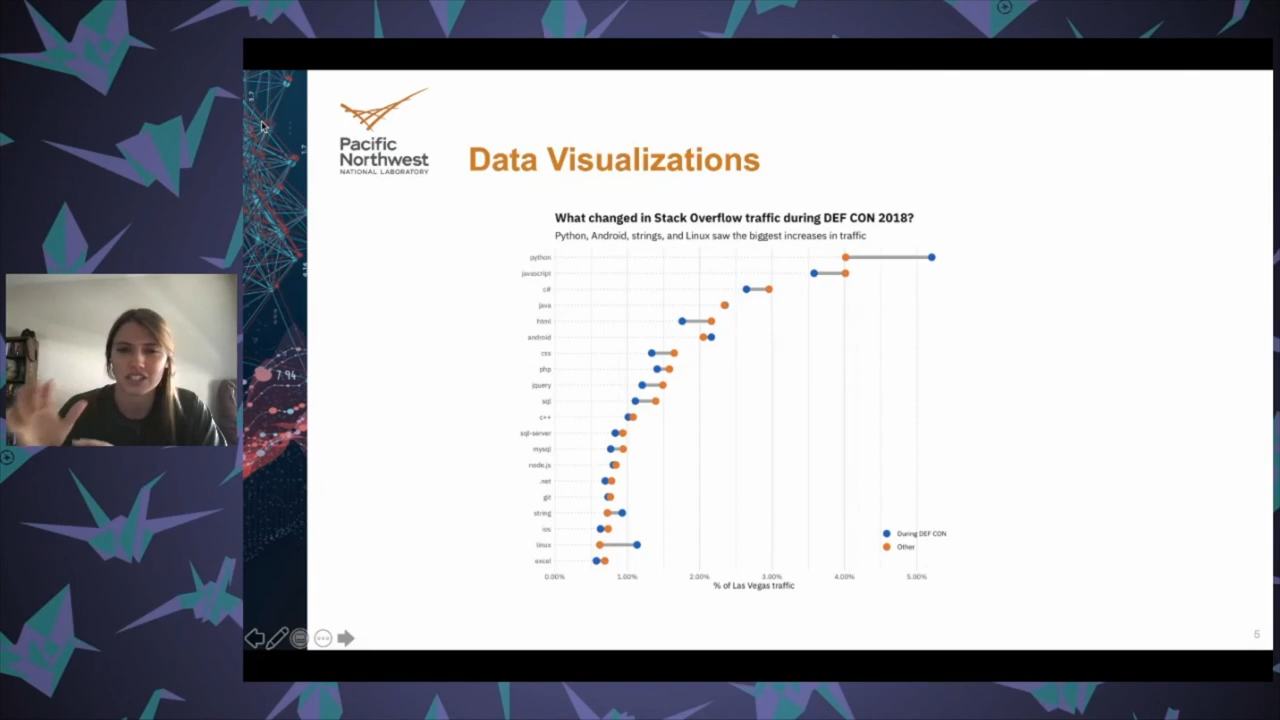 Pacific
Northwest
NATIONAL LABORATORY
Data Visualizations
What changed in Stack Overflow traffic during DEF CON 2018?
Python, Android, strings, and Linux saw the biggest increases in traffic
python
javascript
c#
java
html
android
css
php
jquery
sql
c++
sql-server
mysql
node.js
.net
git
string
ios
linux
excel
During DEF CON
Other
0.00% 1.00% 2.00% 3.00% 4.00% 5.00%
% of Las Vegas traffic
7.94
5